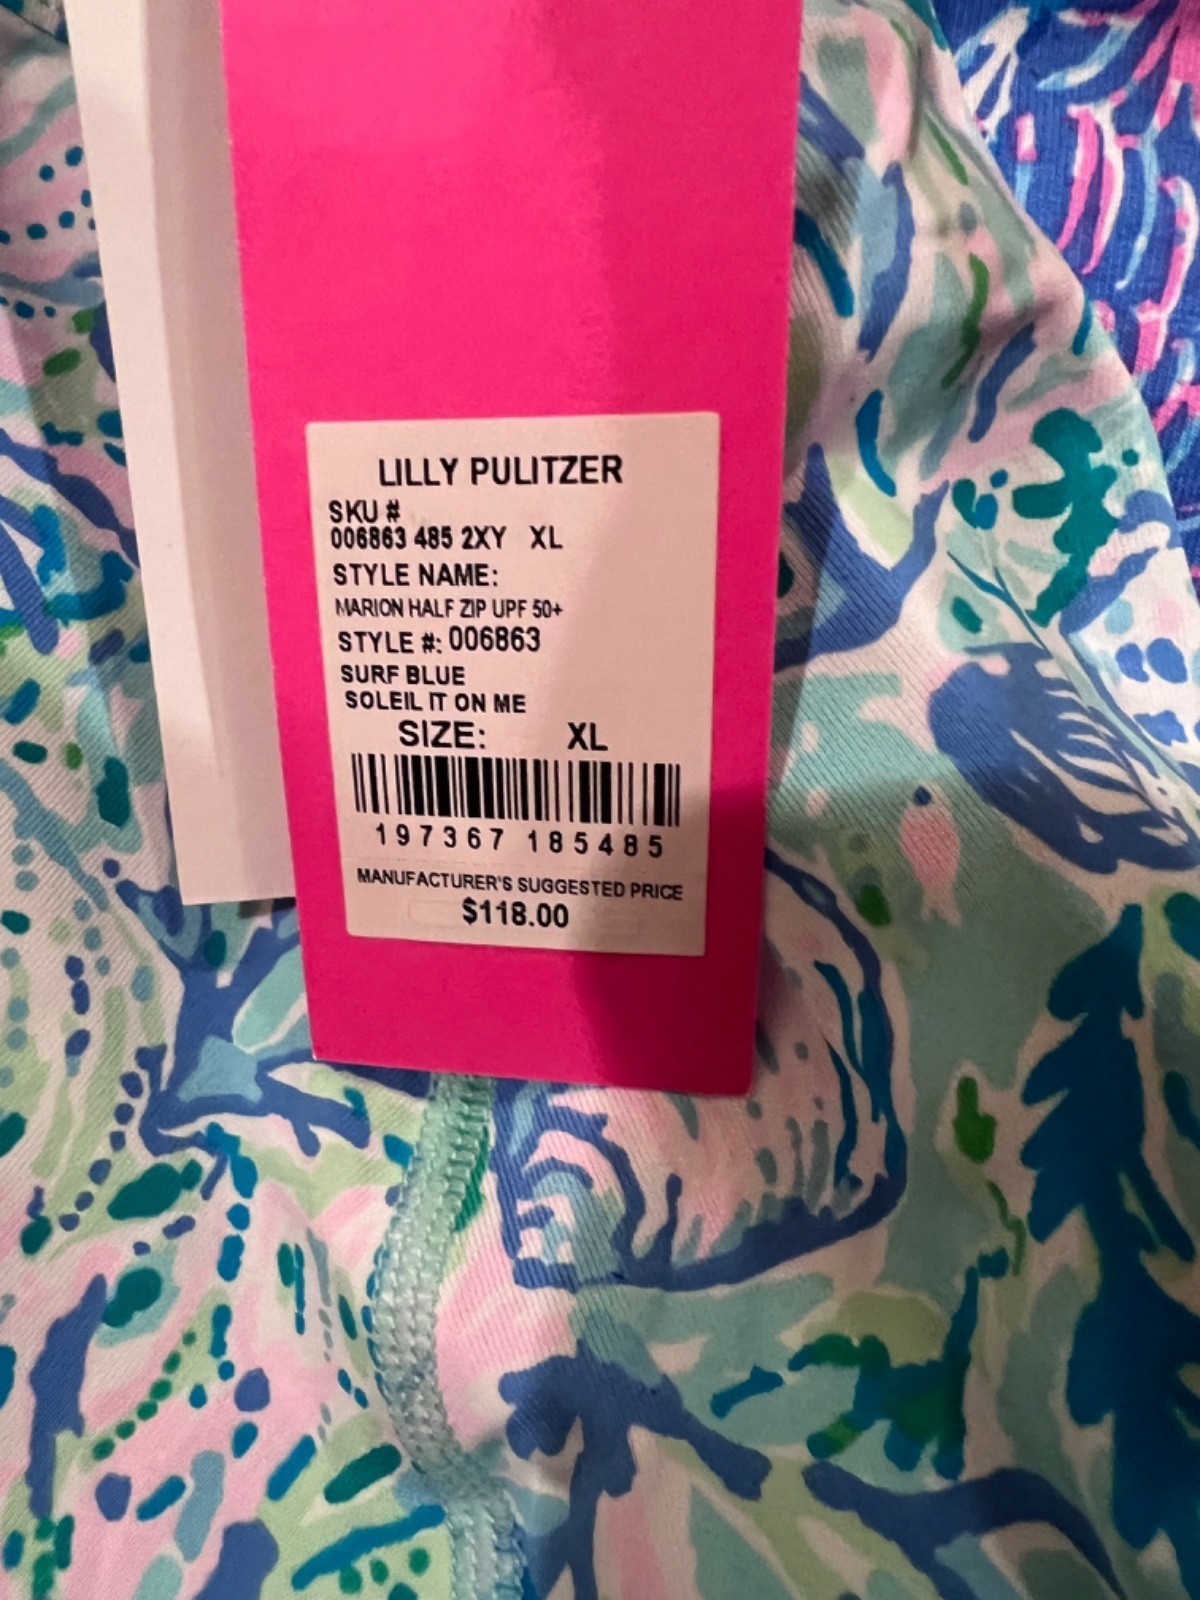 LILLY PULITZER
SKU #
006863 485 2XY XL
STYLE NAME:
MARION HALF ZIP UPF 50+
STYLE #: 006863
SURF BLUE
SOLEIL IT ON ME
SIZE: XL
197367 185485
MANUFACTURER'S SUGGESTED PRICE
$118.00